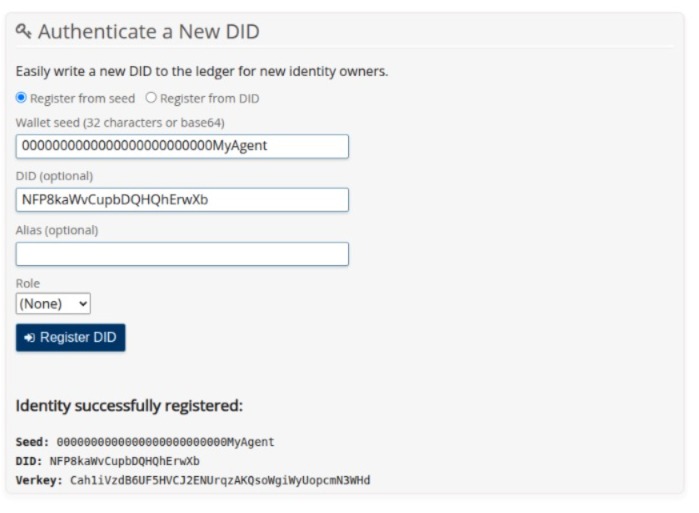 Authenticate a New DID
Easily write a new DID to the ledger for new identity owners.
Register from seed Register from DID
Wallet seed (32 characters or base64)
0000000000000000000000000MyAgent
DID (optional)
NFP8kaWvCupbDQHQhErwXb
Alias (optional)
Role
(None)
Register DID
Identity successfully registered:
Seed: 0000000000000000000000000MyAgent
DID: NFP8kaWvCupbDQHQhErwXb
Verkey: Cah1iVzdB6UF5HVCJ2ENUrqzAKQsoWgiWyUopcmN3WHd